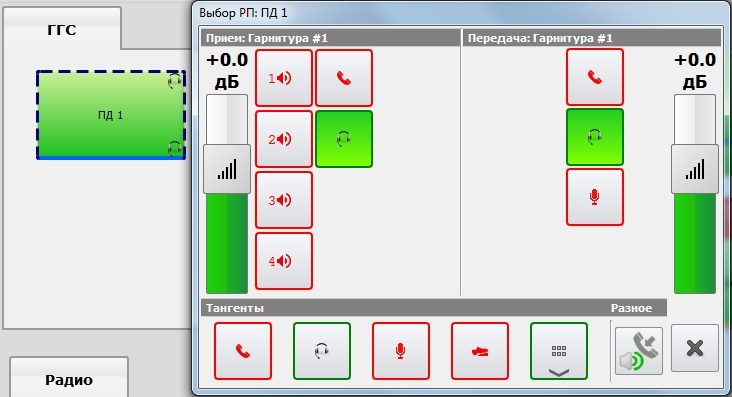 Выбор РП: ПД 1
ГГС
Прием: Гарнитура #1
Передача: Гарнитура #1
+0.0
дБ
+0.0
дБ
ПД 1
1
2
3
4
Тангенты
Разное
Радио